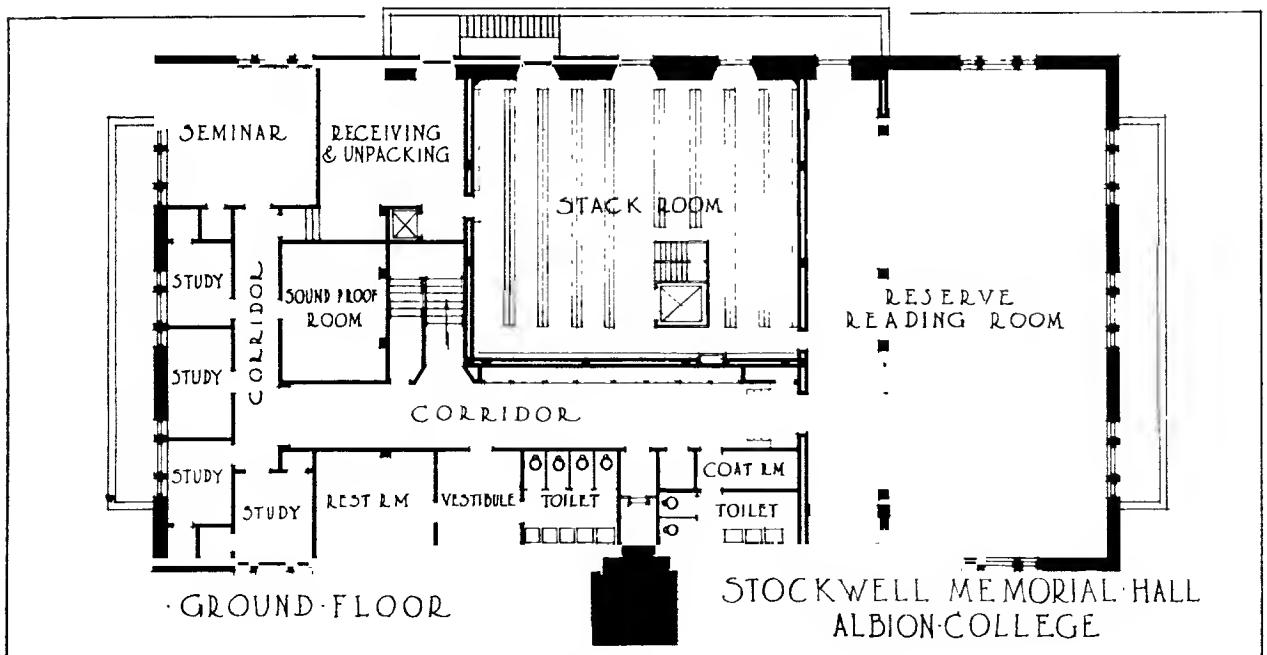 SEMINAR
RECEIVING
& UNPACKING
STACK ROOM
STUDY
SOUND PROOF
ROOM
CORRIDOR
RESERVE
READING ROOM
STUDY
CORRIDOR
STUDY
STUDY
REST RM
VESTIBULE
TOILET
COAT RM
TOILET
·GROUND·FLOOR
STOCKWELL MEMORIAL·HALL
ALBION·COLLEGE